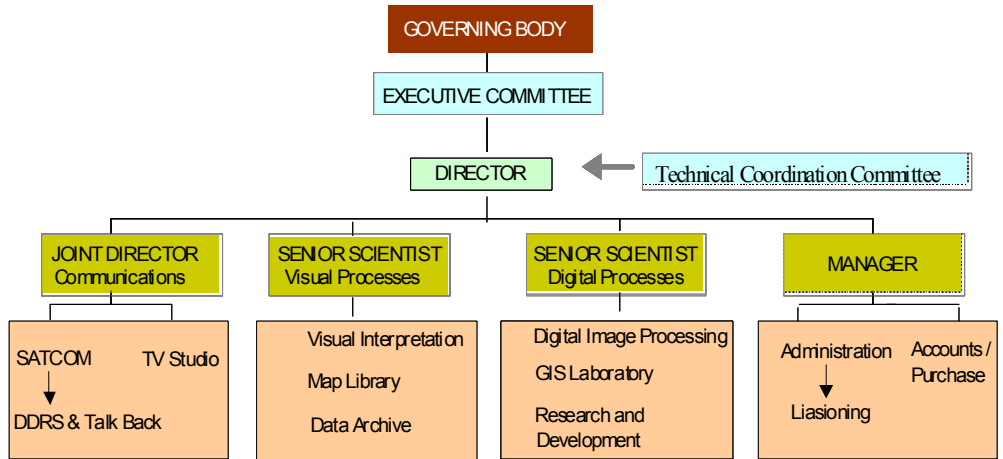 GOVERNING BODY
EXECUTIVE COMMITTEE
DIRECTOR
Technical Coordination Committee
JOINT DIRECTOR
Communications
SENIOR SCIENTIST
Visual Processes
SENIOR SCIENTIST
Digital Processes
MANAGER
SATCOM
TV Studio
DDRS & Talk Back
Visual Interpretation
Map Library
Data Archive
Digital Image Processing
GIS Laboratory
Research and
Development
Administration
Accounts /
Purchase
Liasioning